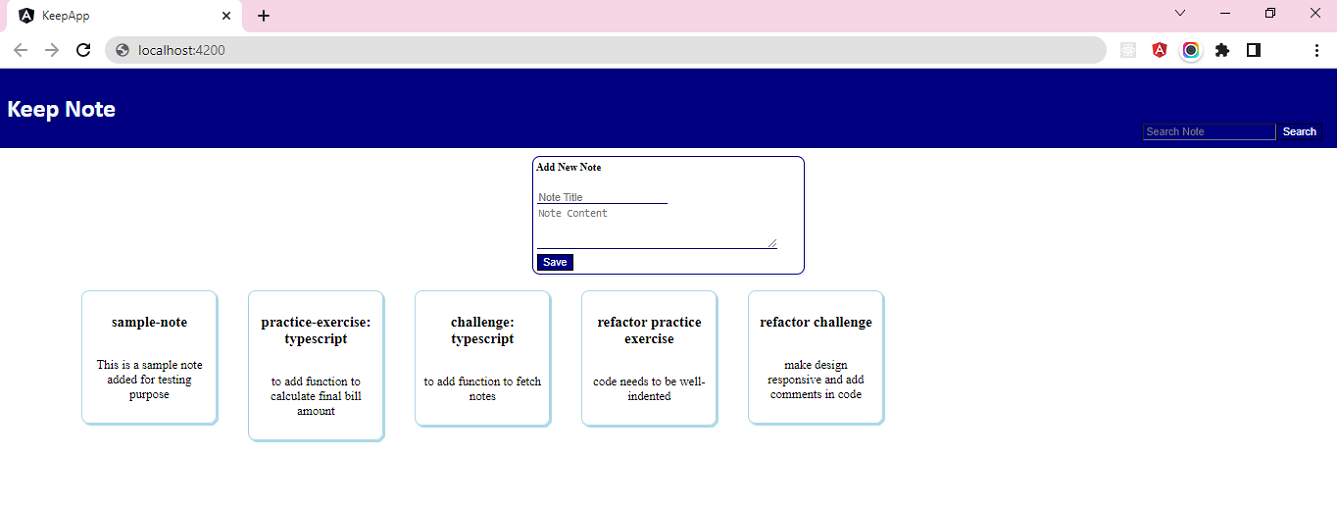 KeepApp
localhost:4200
Keep Note
Search Note
Search
Add New Note
Note Title
Note Content
Save
sample-note
This is a sample note
added for testing
purpose
practice-exercise:
typescript
to add function to
calculate final bill
amount
challenge:
typescript
to add function to fetch
notes
refactor practice
exercise
code needs to be well-
indented
refactor challenge
make design
responsive and add
comments in code